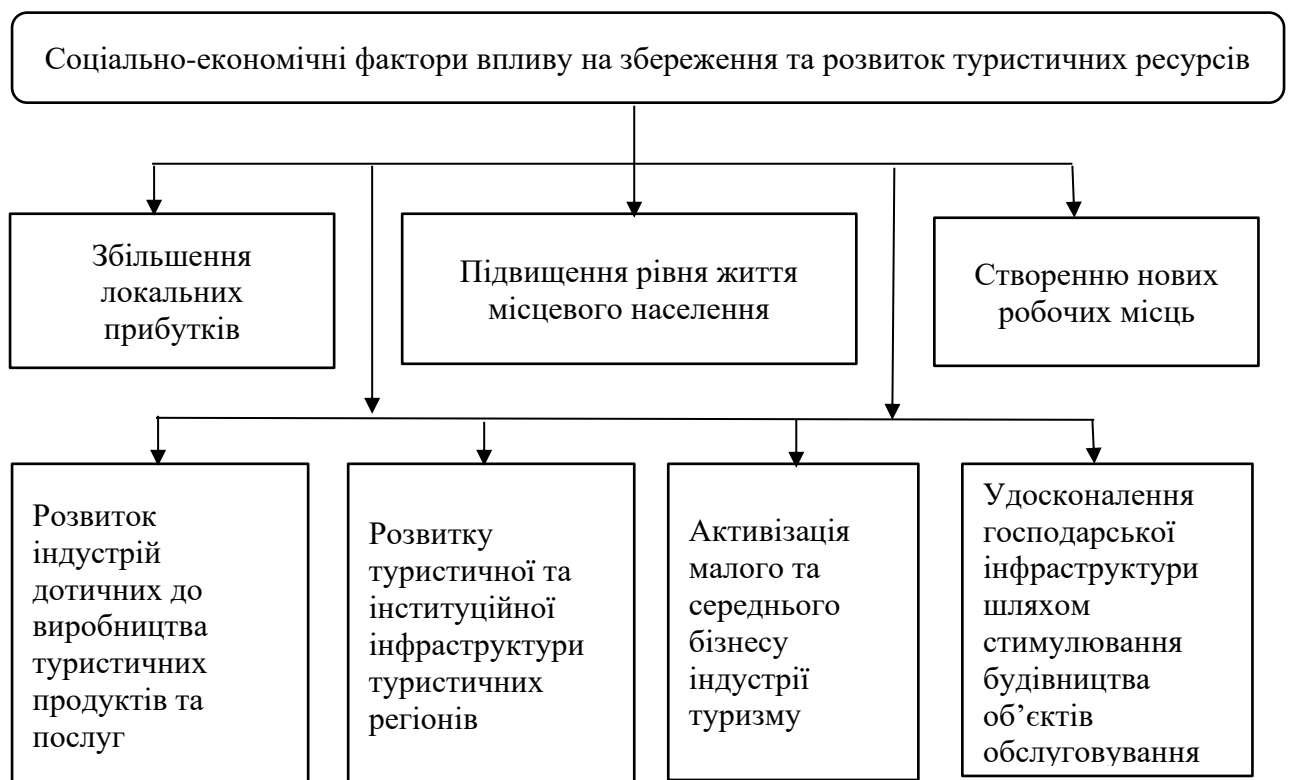 Соціально-економічні фактори впливу на збереження та розвиток туристичних ресурсів
Збільшення
локальних
прибутків
Підвищення рівня життя
місцевого населення
Створенню нових
робочих місць
Розвиток
індустрій
дотичних до
виробництва
туристичних
продуктів та
послуг
Розвитку
туристичної та
інституційної
інфраструктури
туристичних
регіонів
Активізація
малого та
середнього
бізнесу
індустрії
туризму
Удосконалення
господарської
інфраструктури
шляхом
стимулювання
будівництва
об’єктів
обслуговування